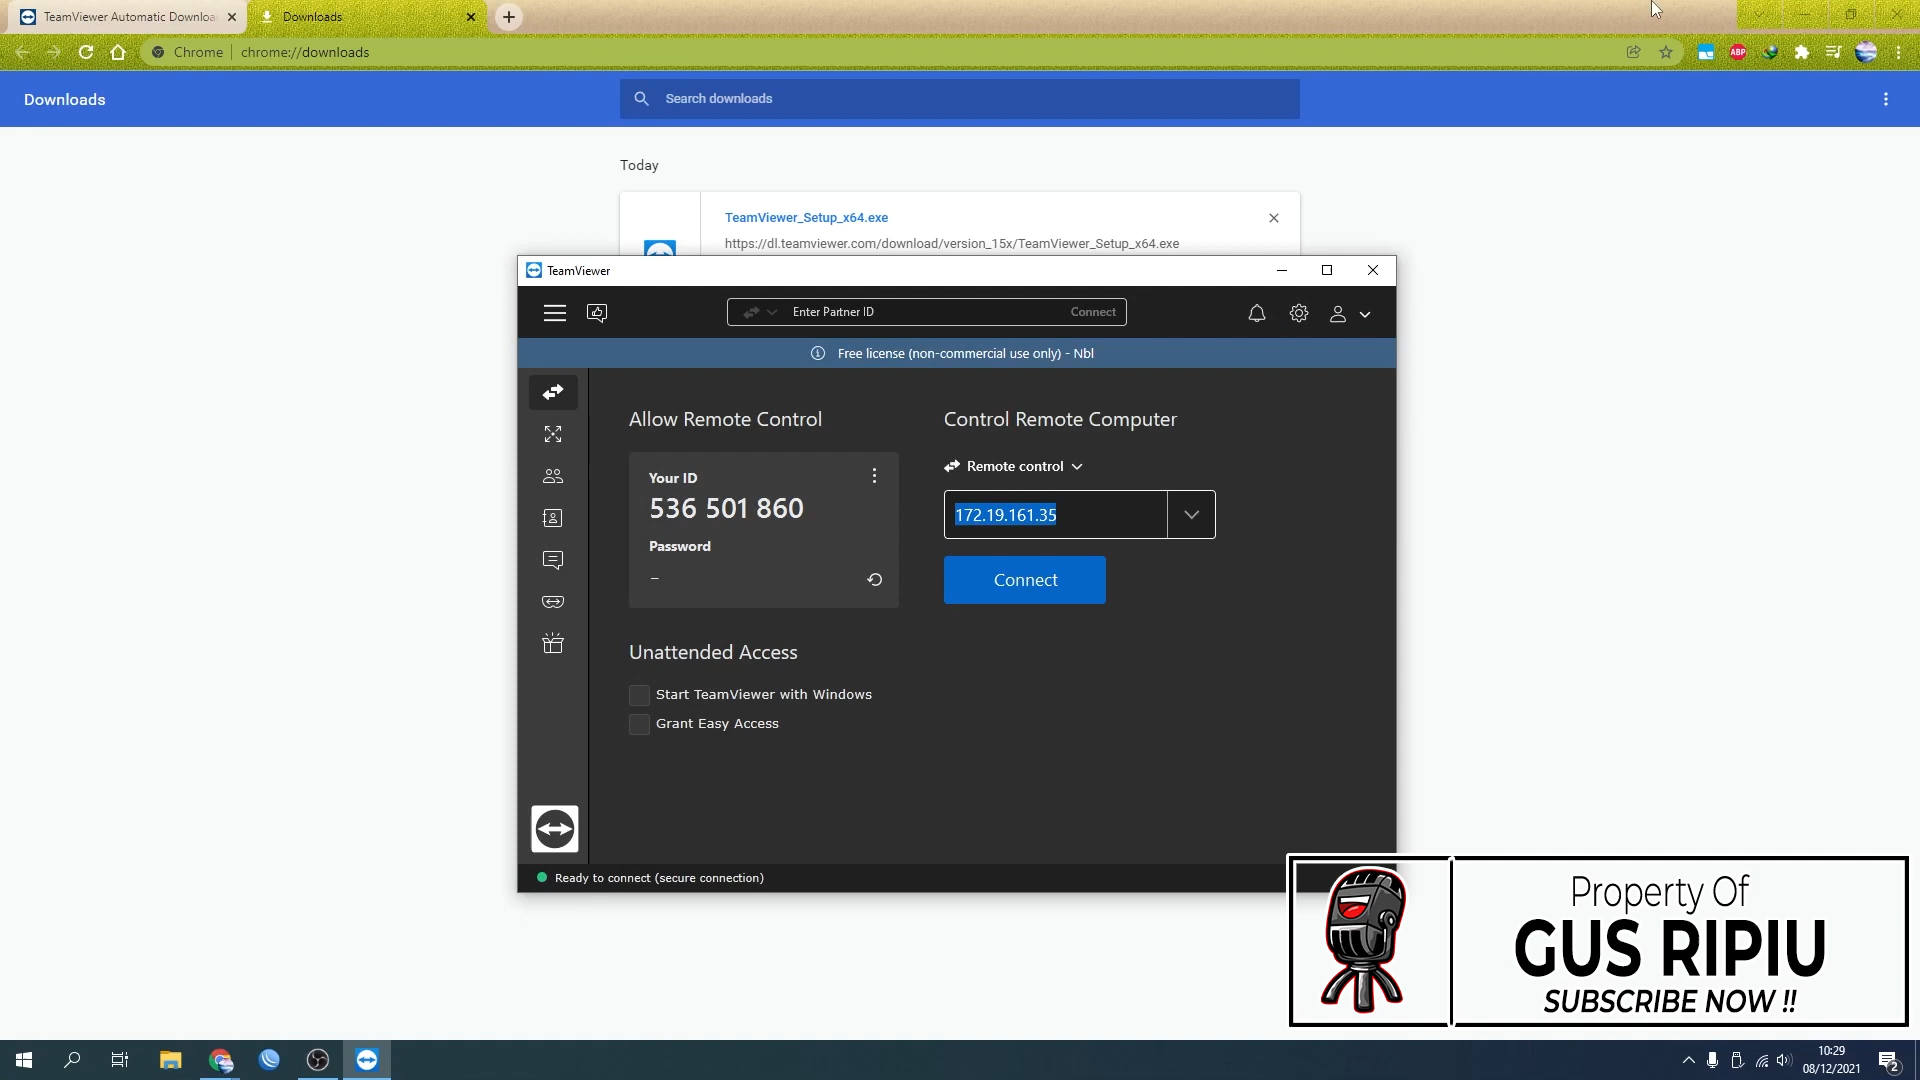 TeamViewer Automatic Downloa
Downloads
Chrome
chrome://downloads
ABP
Downloads
Search downloads
Today
TeamViewer_Setup_x64.exe
https://dl.teamviewer.com/download/version_15x/TeamViewer_Setup_x64.exe
TeamViewer
Enter Partner ID
Connect
Free license (non-commercial use only) - Nbl
Allow Remote Control
Control Remote Computer
Your ID
536 501 860
Password
–
Remote control
172.19.161.35
Connect
Unattended Access
Start TeamViewer with Windows
Grant Easy Access
Ready to connect (secure connection)
Property Of
GUS RIPIU
SUBSCRIBE NOW !!
10:29
08/12/2021
2